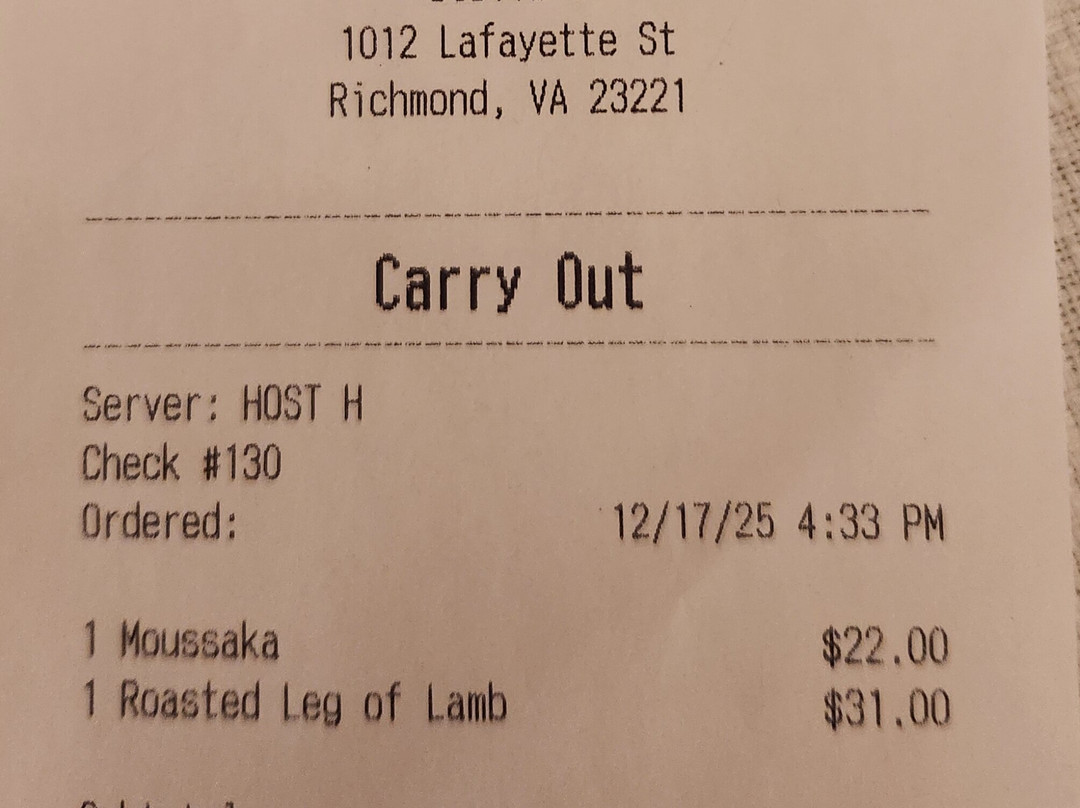 1012 Lafayette St
Richmond, VA 23221
Carry Out
Server: HOST H
Check #130
Ordered: 12/17/25 4:33 PM
1 Moussaka $22.00
1 Roasted Leg of Lamb $31.00